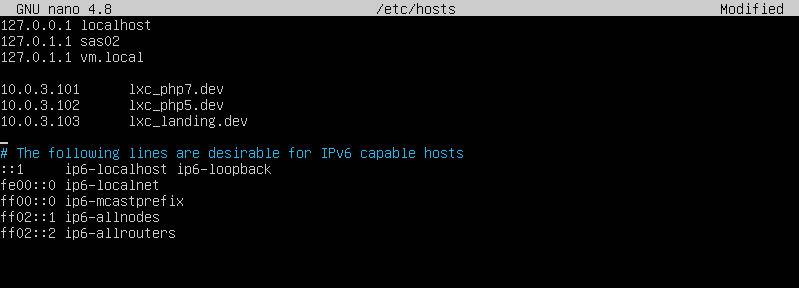 GNU nano 4.8 /etc/hosts Modified
127.0.0.1 localhost
127.0.1.1 sas02
127.0.1.1 vm.local
10.0.3.101 lxc_php7.dev
10.0.3.102 lxc_php5.dev
10.0.3.103 lxc_landing.dev
# The following lines are desirable for IPv6 capable hosts
::1 ip6-localhost ip6-loopback
fe00::0 ip6-localnet
ff00::0 ip6-mcastprefix
ff02::1 ip6-allnodes
ff02::2 ip6-allrouters